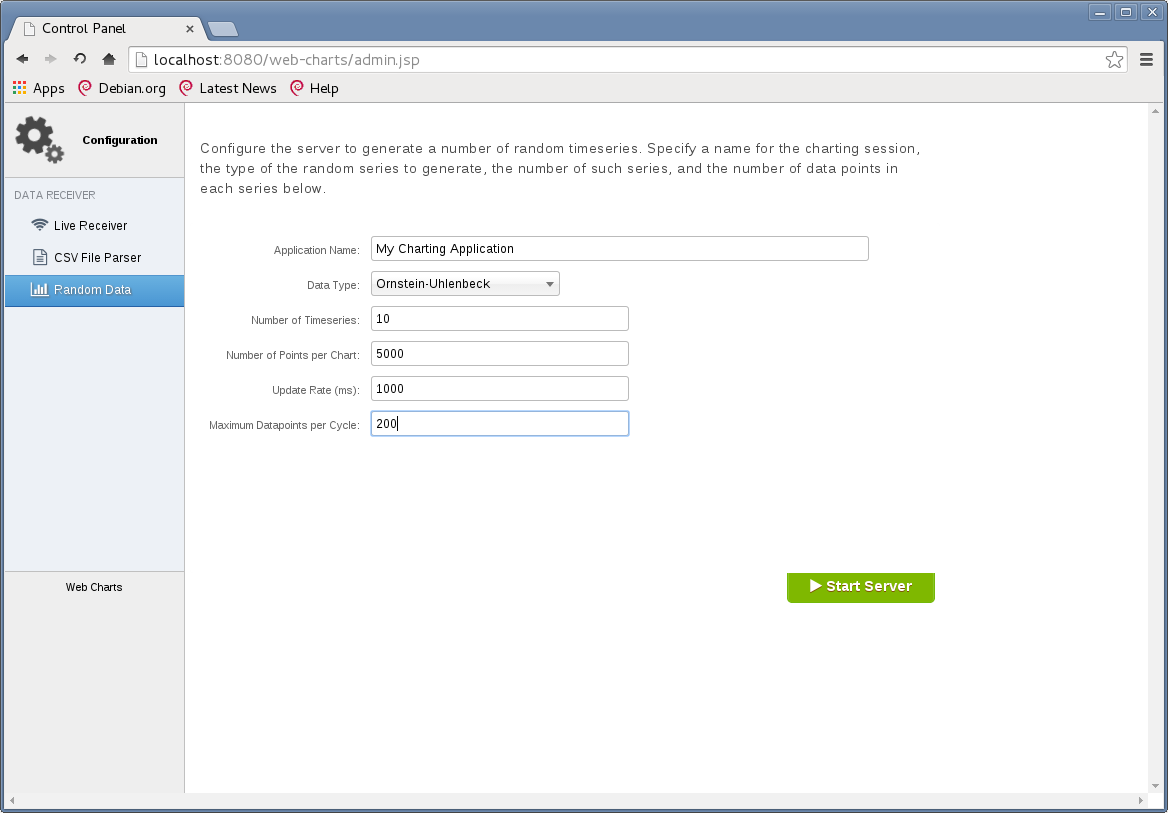 Control Panel
localhost:8080/web-charts/admin.jsp
Apps Debian.org Latest News Help
Configuration
DATA RECEIVER
Live Receiver
CSV File Parser
Random Data
Web Charts
Configure the server to generate a number of random timeseries. Specify a name for the charting session,
the type of the random series to generate, the number of such series, and the number of data points in
each series below.
Application Name: My Charting Application
Data Type: Ornstein-Uhlenbeck
Number of Timeseries: 10
Number of Points per Chart: 5000
Update Rate (ms): 1000
Maximum Datapoints per Cycle: 200
Start Server